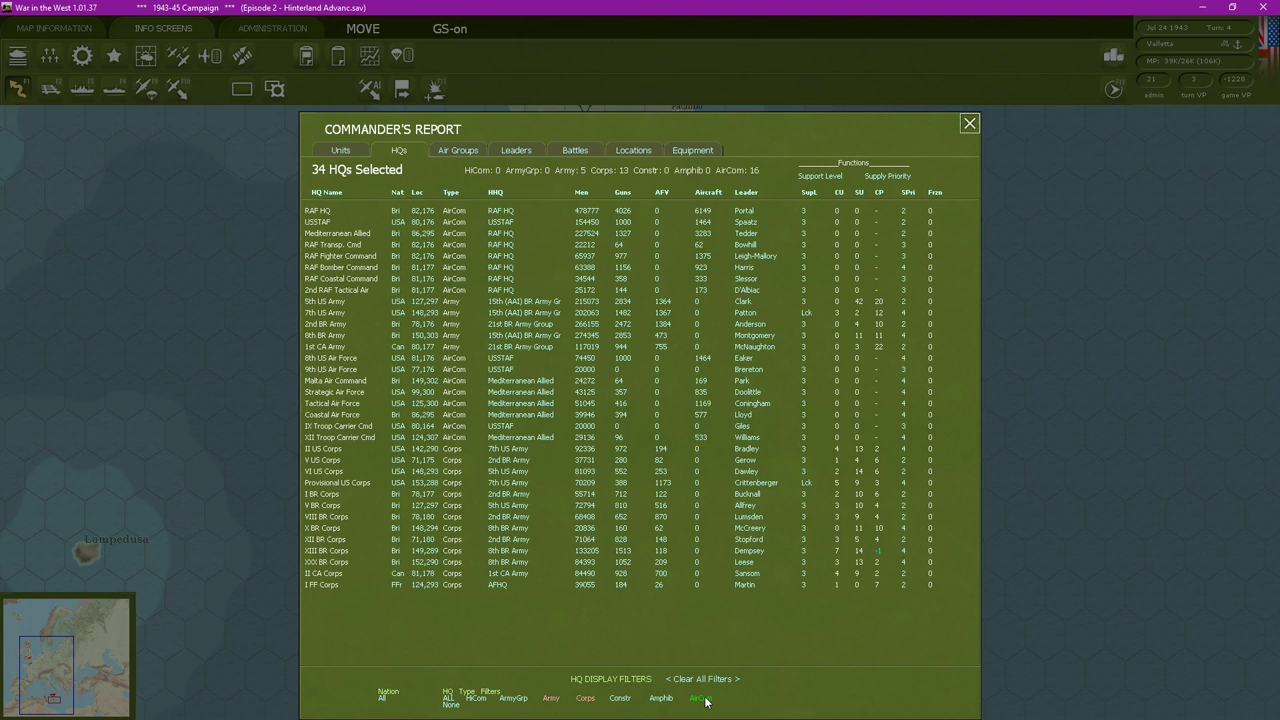 War in the West 1.01.37 *** 1943-45 Campaign *** (Episode 2 - Hinterland Advanc.sav)
MAP INFORMATION INFO SCREENS ADMINISTRATION MOVE GS-on
Jul 24 1943 Turn: 4
Valletta
MP: 39K/26K (106K)
21 3 -1228
admin turn VP game VP
F1 F2 F3 F4 F9 F10
COMMANDER'S REPORT
Units HQs Air Groups Leaders Battles Locations Equipment
34 HQs Selected HiCom: 0 ArmyGrp: 0 Army: 5 Corps: 13 Constr: 0 Amphib 0 AirCom: 16
Functions
Support Level Supply Priority
HQ Name Nat Loc Type HHQ Men Guns AFV Aircraft Leader SupL CU SU CP SPri Frzn
RAF HQ Bri 82,176 AirCom RAF HQ 478777 4026 0 6149 Portal 3 0 0 - 2 0
USSTAF USA 80,176 AirCom USSTAF 154450 1000 0 1464 Spaatz 3 0 0 - 2 0
Mediterranean Allied Bri 86,295 AirCom RAF HQ 227524 1327 0 3283 Tedder 3 0 0 - 2 0
RAF Transp. Cmd Bri 82,176 AirCom RAF HQ 22212 64 0 62 Bowhill 3 0 0 - 3 0
RAF Fighter Command Bri 82,176 AirCom RAF HQ 65937 977 0 1375 Leigh-Mallory 3 0 0 - 3 0
RAF Bomber Command Bri 81,177 AirCom RAF HQ 63388 1156 0 923 Harris 3 0 0 - 4 0
RAF Coastal Command Bri 81,176 AirCom RAF HQ 34544 358 0 333 Slessor 3 0 0 - 3 0
2nd RAF Tactical Air Bri 81,177 AirCom RAF HQ 25172 144 0 173 D'Albiac 3 0 0 - 3 0
5th US Army USA 127,297 Army 15th (AAI) BR Army Gr 215073 2834 1364 0 Clark 3 0 42 20 2 0
7th US Army USA 148,293 Army 15th (AAI) BR Army Gr 202063 1482 1367 0 Patton Lck 3 2 12 4 0
2nd BR Army Bri 78,176 Army 21st BR Army Group 266155 2472 1384 0 Anderson 3 0 4 10 2 0
8th BR Army Bri 150,303 Army 15th (AAI) BR Army Gr 274345 2853 473 0 Montgomery 3 0 11 11 4 0
1st CA Army Can 80,177 Army 21st BR Army Group 117019 944 755 0 McNaughton 3 0 3 22 2 0
8th US Air Force USA 81,176 AirCom USSTAF 74450 1000 0 1464 Eaker 3 0 0 - 4 0
9th US Air Force USA 77,176 AirCom USSTAF 20000 0 0 0 Brereton 3 0 0 - 3 0
Malta Air Command Bri 149,302 AirCom Mediterranean Allied 24272 64 0 169 Park 3 0 0 - 4 0
Strategic Air Force USA 99,300 AirCom Mediterranean Allied 43125 357 0 835 Doolittle 3 0 0 - 4 0
Tactical Air Force USA 125,300 AirCom Mediterranean Allied 51045 416 0 1169 Coningham 3 0 0 - 4 0
Coastal Air Force Bri 86,295 AirCom Mediterranean Allied 39946 394 0 577 Lloyd 3 0 0 - 4 0
IX Troop Carrier Cmd USA 80,164 AirCom USSTAF 20000 0 0 0 Giles 3 0 0 - 3 0
XII Troop Carrier Cmd USA 124,307 AirCom Mediterranean Allied 29136 96 0 533 Williams 3 0 0 - 4 0
II US Corps USA 142,290 Corps 7th US Army 92336 972 194 0 Bradley 3 4 13 2 4 0
V US Corps USA 71,175 Corps 2nd BR Army 37731 280 82 0 Gerow 3 1 4 6 2 0
VI US Corps USA 148,293 Corps 5th US Army 81093 552 253 0 Dawley 3 2 14 6 2 0
Provisional US Corps USA 153,288 Corps 7th US Army 70209 388 1173 0 Crittenberger Lck 5 9 3 4 0
I BR Corps Bri 78,177 Corps 2nd BR Army 55714 712 122 0 Bucknall 3 2 10 6 2 0
V BR Corps Bri 127,297 Corps 5th US Army 72794 810 516 0 Allfrey 3 3 10 4 2 0
VIII BR Corps Bri 78,180 Corps 2nd BR Army 68408 652 870 0 Lumsden 3 3 9 4 2 0
X BR Corps Bri 148,294 Corps 8th BR Army 20836 160 62 0 McCreery 3 0 11 10 4 0
XII BR Corps Bri 71,180 Corps 2nd BR Army 71064 828 148 0 Stopford 3 3 5 4 2 0
XIII BR Corps Bri 149,289 Corps 8th BR Army 133205 1513 118 0 Dempsey 3 7 14 -1 4 0
XXX BR Corps Bri 152,290 Corps 8th BR Army 84393 1052 209 0 Leese 3 3 13 2 4 0
II CA Corps Can 81,178 Corps 1st CA Army 84490 928 700 0 Sansom 3 4 9 2 2 0
I FF Corps FFr 124,293 Corps AFHQ 39055 184 26 0 Martin 3 1 0 7 2 0
Lampedusa
HQ DISPLAY FILTERS < Clear All Filters >
Nation HQ Type Filters
All ALL HiCom ArmyGrp Army Corps Constr Amphib
None